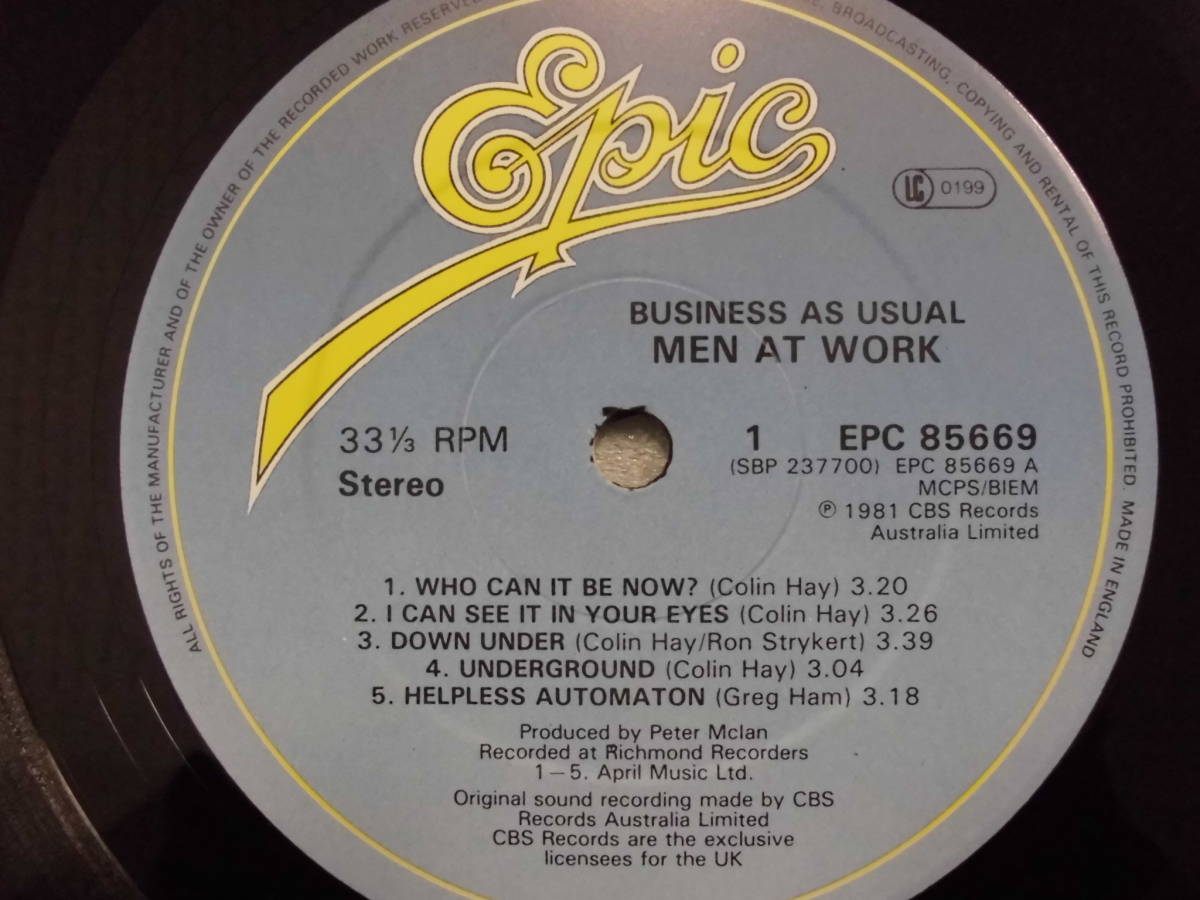 Epic
LC 0199
BUSINESS AS USUAL
MEN AT WORK
33⅓ RPM
Stereo
1 EPC 85669
(SBP 237700) EPC 85669 A
MCPS/BIEM
℗ 1981 CBS Records
Australia Limited
1. WHO CAN IT BE NOW? (Colin Hay) 3.20
2. I CAN SEE IT IN YOUR EYES (Colin Hay) 3.26
3. DOWN UNDER (Colin Hay/Ron Strykert) 3.39
4. UNDERGROUND (Colin Hay) 3.04
5. HELPLESS AUTOMATON (Greg Ham) 3.18
Produced by Peter McIan
Recorded at Richmond Recorders
1–5. April Music Ltd.
Original sound recording made by CBS
Records Australia Limited
CBS Records are the exclusive
licensees for the UK
ALL RIGHTS OF THE MANUFACTURER AND OF THE OWNER OF THE RECORDED WORK RESERVED
BROADCASTING, COPYING AND RENTAL OF THIS RECORD PROHIBITED. MADE IN ENGLAND